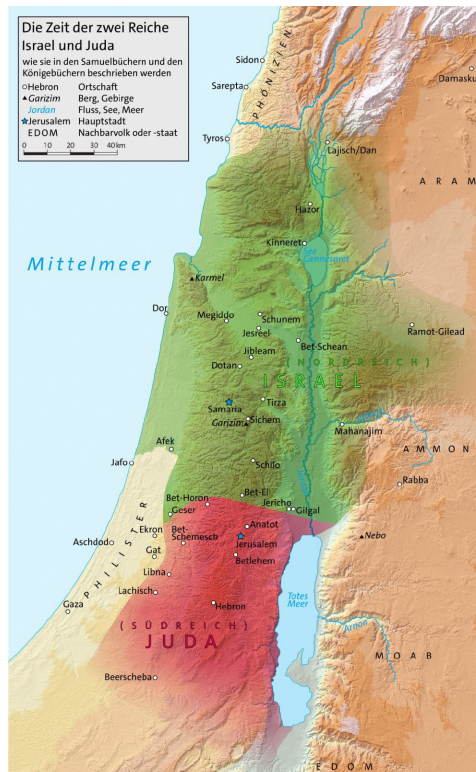 Die Zeit der zwei Reiche
Israel und Juda
wie sie in den Samuelbüchern und den
Königebüchern beschrieben werden
Hebron Ortschaft
Garizim Berg, Gebirge
Jordan Fluss, See, Meer
Jerusalem Hauptstadt
EDOM Nachbarvolk oder -staat
0 10 20 30 40km
Sidon
PHÖNIZIEN
Damasku
Sarepta
Tyros
Lajisch/Dan
ARAM
Hazor
Kinneret
See
Gennesaret
Mittelmeer
Karmel
Dor
Megiddo
Schunem
Jesreel
Ramot-Gilead
Bet-Schean
Jibleam
Dotan
(NORDREICH)
ISRAEL
Tirza
Samaria
Sichem
Garizim
Jabbok
Mahanajim
Afek
AMMON
Jafo
Schilo
Jordan
Rabba
Bet-El
Bet-Horon
Jericho
Geser
Gilgal
Anatot
Ekron
Bet-
Schemesch
Nebo
Aschdod
Jerusalem
PHILISTER
Gat
Betlehem
Libna
Totes
Meer
Lachisch
Gaza
Hebron
Arnon
(SÜDREICH)
JUDA
MOAB
Beerscheba
EDOM